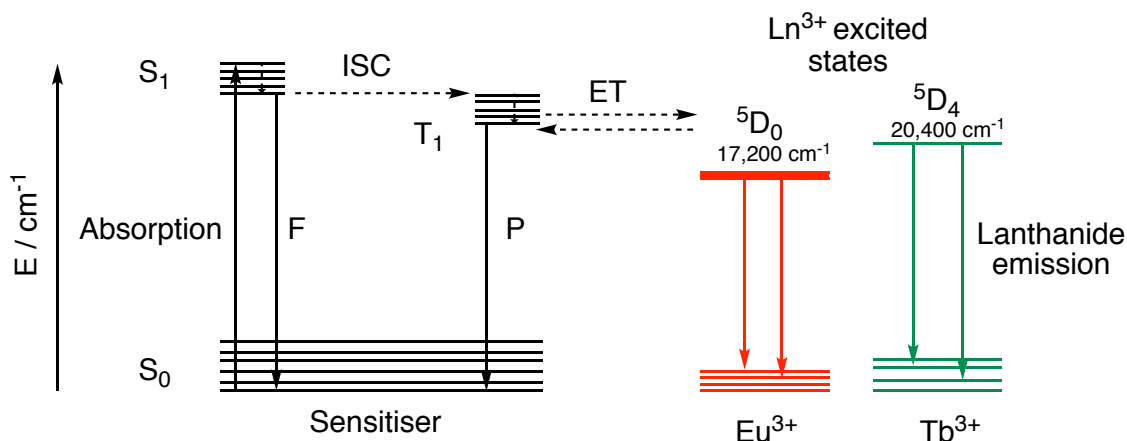 Ln³⁺ excited
states
S₁
ISC
ET
T₁
⁵D₀
17,200 cm⁻¹
⁵D₄
20,400 cm⁻¹
E / cm⁻¹
Absorption
F
P
Lanthanide
emission
S₀
Sensitiser
Eu³⁺
Tb³⁺